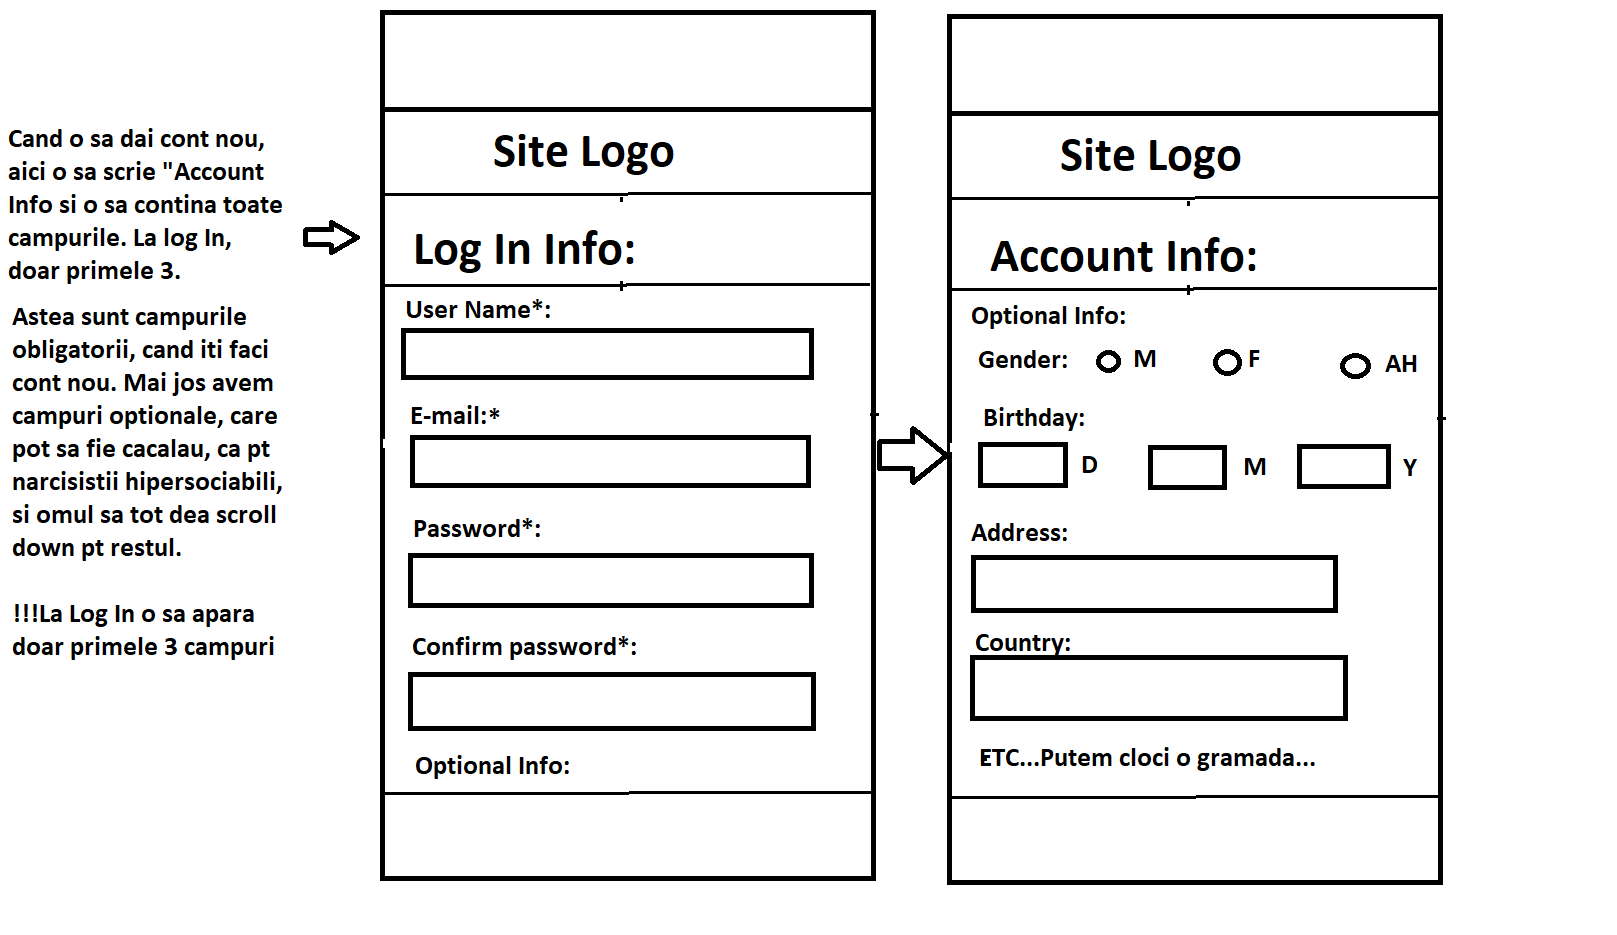 Cand o sa dai cont nou,
aici o sa scrie "Account
Info si o sa contina toate
campurile. La log In,
doar primele 3.
Astea sunt campurile
obligatorii, cand iti faci
cont nou. Mai jos avem
campuri optionale, care
pot sa fie cacalau, ca pt
narcisistii hipersociabili,
si omul sa tot dea scroll
down pt restul.
!!!La Log In o sa apara
doar primele 3 campuri
Site Logo
Log In Info:
User Name*:
E-mail:*
Password*:
Confirm password*:
Optional Info:
Site Logo
Account Info:
Optional Info:
Gender: M F AH
Birthday:
D M Y
Address:
Country:
ETC...Putem cloci o gramada...